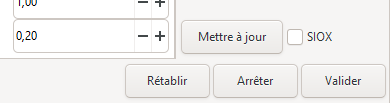 1,00 − +
0,20 − + Mettre à jour SIOX
Rétablir Arrêter Valider